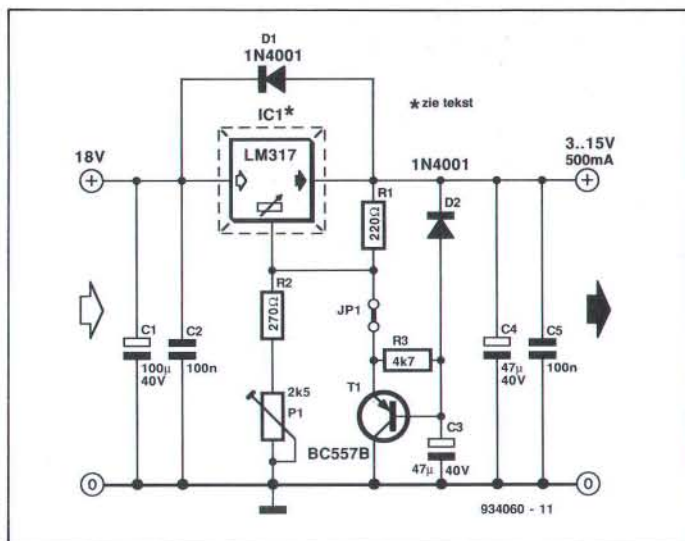 D1
1N4001
IC1*
* zie tekst
18V
LM317
1N4001
3..15V
500mA
+
+
R1
220Ω
D2
R2
270Ω
JP1
R3
4k7
C1
100µ
40V
C2
100n
C4
47µ
40V
C5
100n
2k5
P1
T1
BC557B
C3
47µ
40V
0
0
934060 - 11